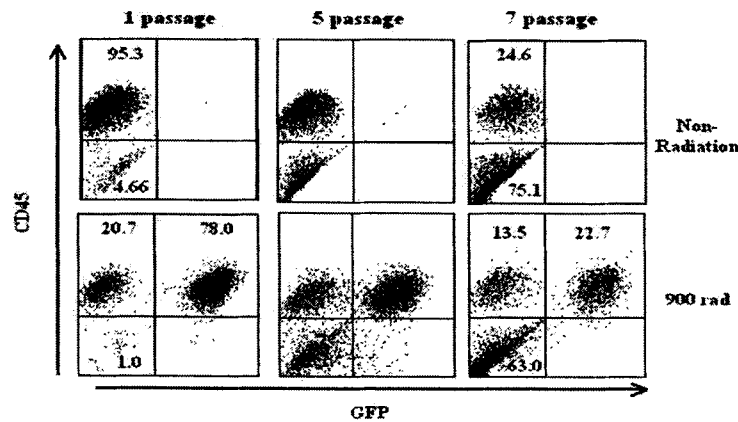 1 passage 5 passage 7 passage
95.3 24.6
Non-
Radiation
4.66 75.1
CD45
20.7 78.0 13.5 22.7
900 rad
1.0 63.0
GFP